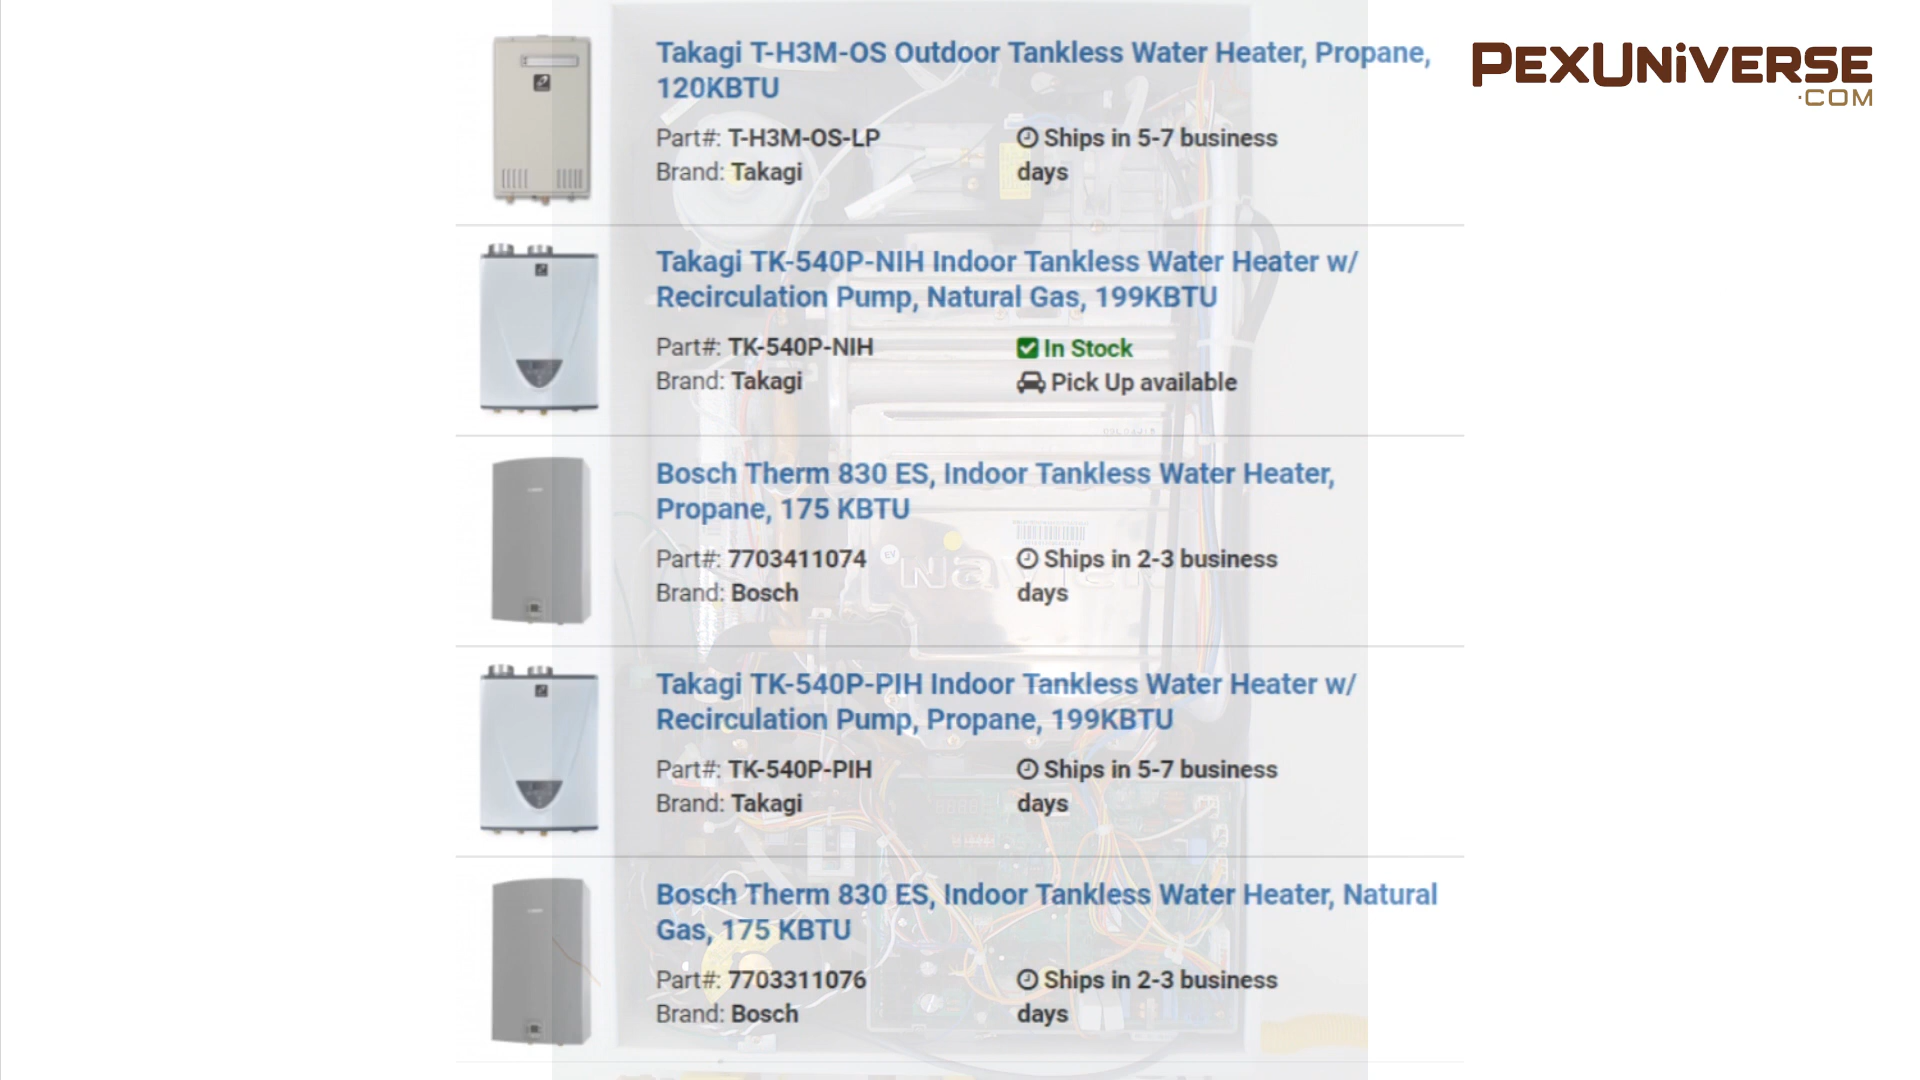 PEXUNiVERSE
.COM
Takagi T-H3M-OS Outdoor Tankless Water Heater, Propane,
120KBTU
Part#: T-H3M-OS-LP
Ships in 5-7 business
Brand: Takagi
days
Takagi TK-540P-NIH Indoor Tankless Water Heater w/
Recirculation Pump, Natural Gas, 199KBTU
Part#: TK-540P-NIH
In Stock
Brand: Takagi
Pick Up available
Bosch Therm 830 ES, Indoor Tankless Water Heater,
Propane, 175 KBTU
Part#: 7703411074
Ships in 2-3 business
Brand: Bosch
days
EV
Navien
Takagi TK-540P-PIH Indoor Tankless Water Heater w/
Recirculation Pump, Propane, 199KBTU
Part#: TK-540P-PIH
Ships in 5-7 business
Brand: Takagi
days
Bosch Therm 830 ES, Indoor Tankless Water Heater, Natural
Gas, 175 KBTU
Part#: 7703311076
Ships in 2-3 business
Brand: Bosch
days